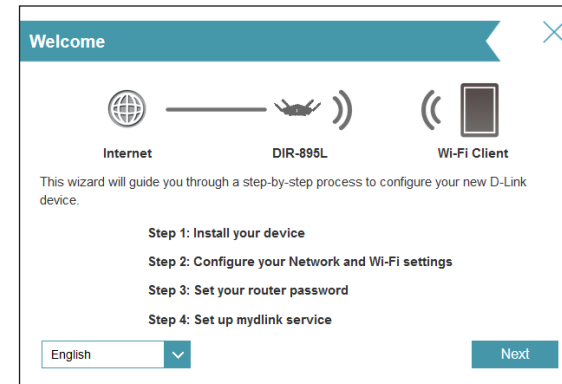 Welcome
Internet
DIR-895L
Wi-Fi Client
This wizard will guide you through a step-by-step process to configure your new D-Link
device.
Step 1: Install your device
Step 2: Configure your Network and Wi-Fi settings
Step 3: Set your router password
Step 4: Set up mydlink service
English
Next